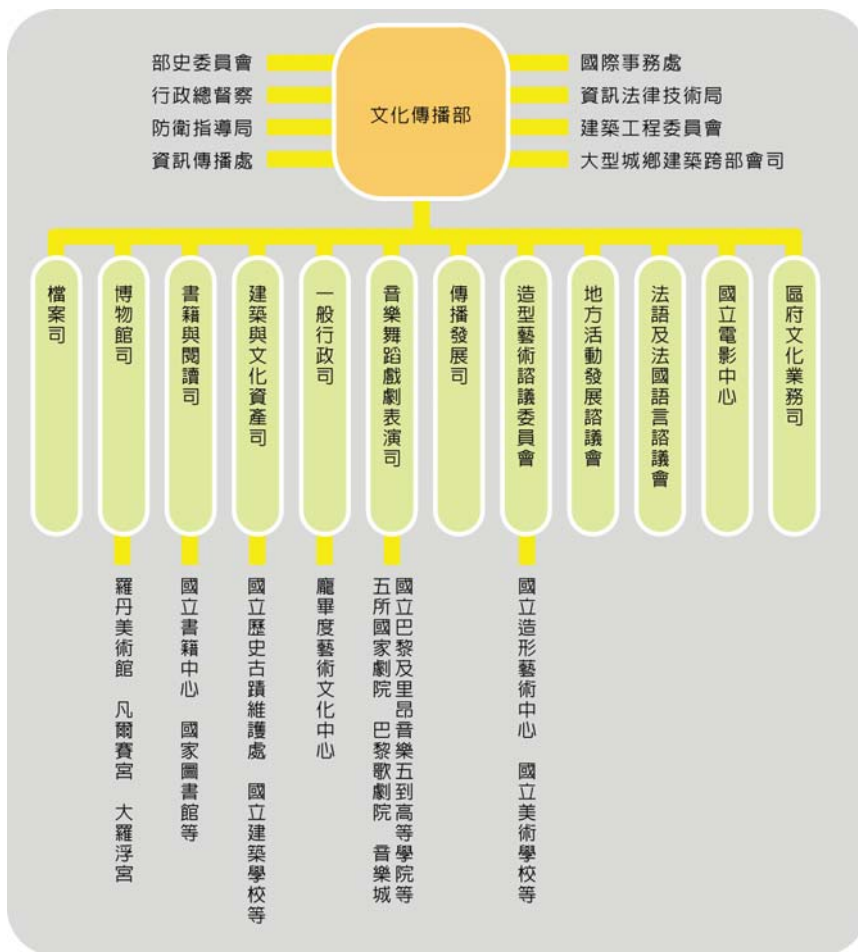 文化傳播部
部史委員會
行政總督察
防衛指導局
資訊傳播處
國際事務處
資訊法律技術局
建築工程委員會
大型城鄉建築跨部會司
檔案司
博物館司
書籍與閱讀司
建築與文化資產司
一般行政司
音樂舞蹈戲劇表演司
傳播發展司
造型藝術諮議委員會
地方活動發展諮議會
法語及法國語言諮議會
國立電影中心
區府文化業務司
羅丹美術館 凡爾賽宮 大羅浮宮
國立書籍中心 國家圖書館等
國立歷史古蹟維護處 國立建築學校等
龐畢度藝術文化中心
國立巴黎及里昂音樂五到高等學院等
五所國家劇院 巴黎歌劇院 音樂城
國立造形藝術中心 國立美術學校等